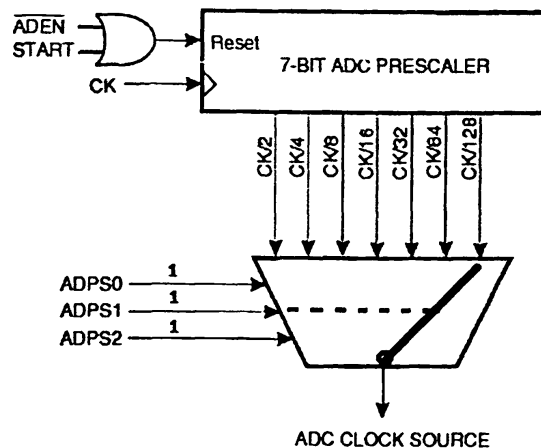 ADEN
START
Reset
7-BIT ADC PRESCALER
CK
CK/2
CK/4
CK/8
CK/16
CK/32
CK/64
CK/128
ADPS0 1
ADPS1 1
ADPS2 1
ADC CLOCK SOURCE